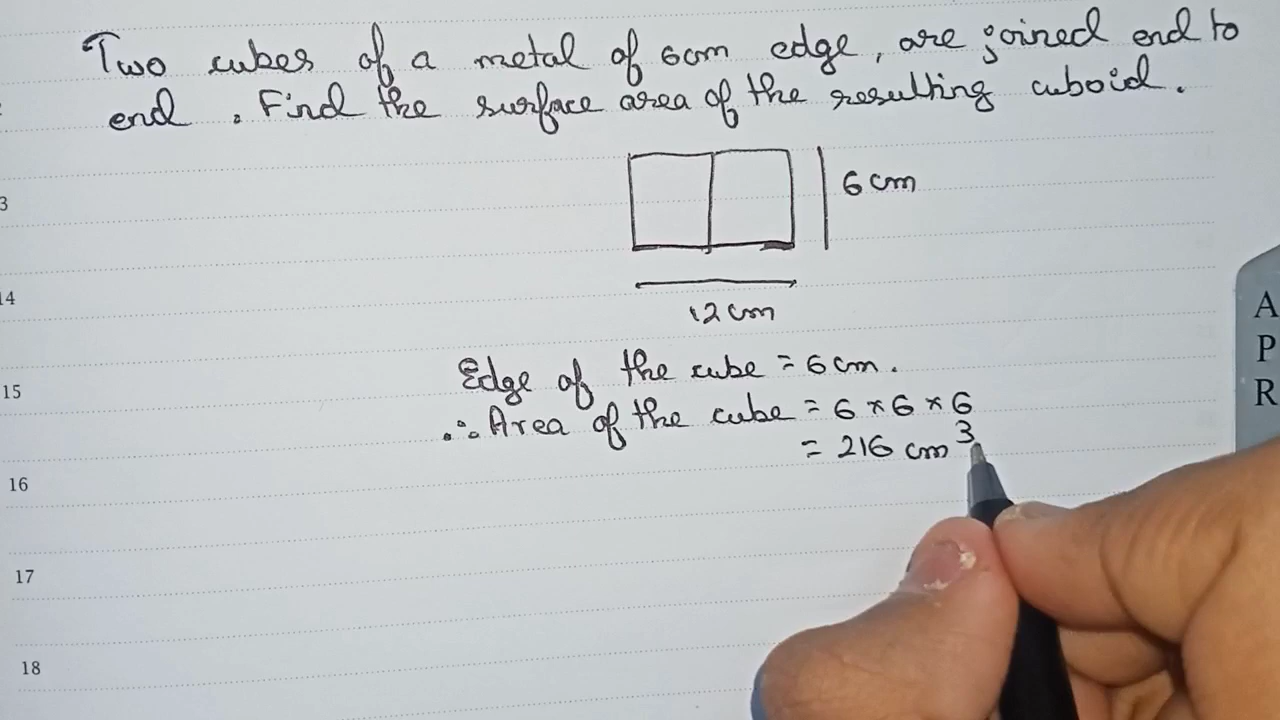 Two cubes of a metal of 6cm edge, are joined end to
end. Find the surface area of the resulting cuboid.
3
6 cm
14
12 cm
A
P
R
Edge of the cube = 6 cm.
15
∴ Area of the cube = 6 × 6 × 6
= 216 cm³
16
17
18